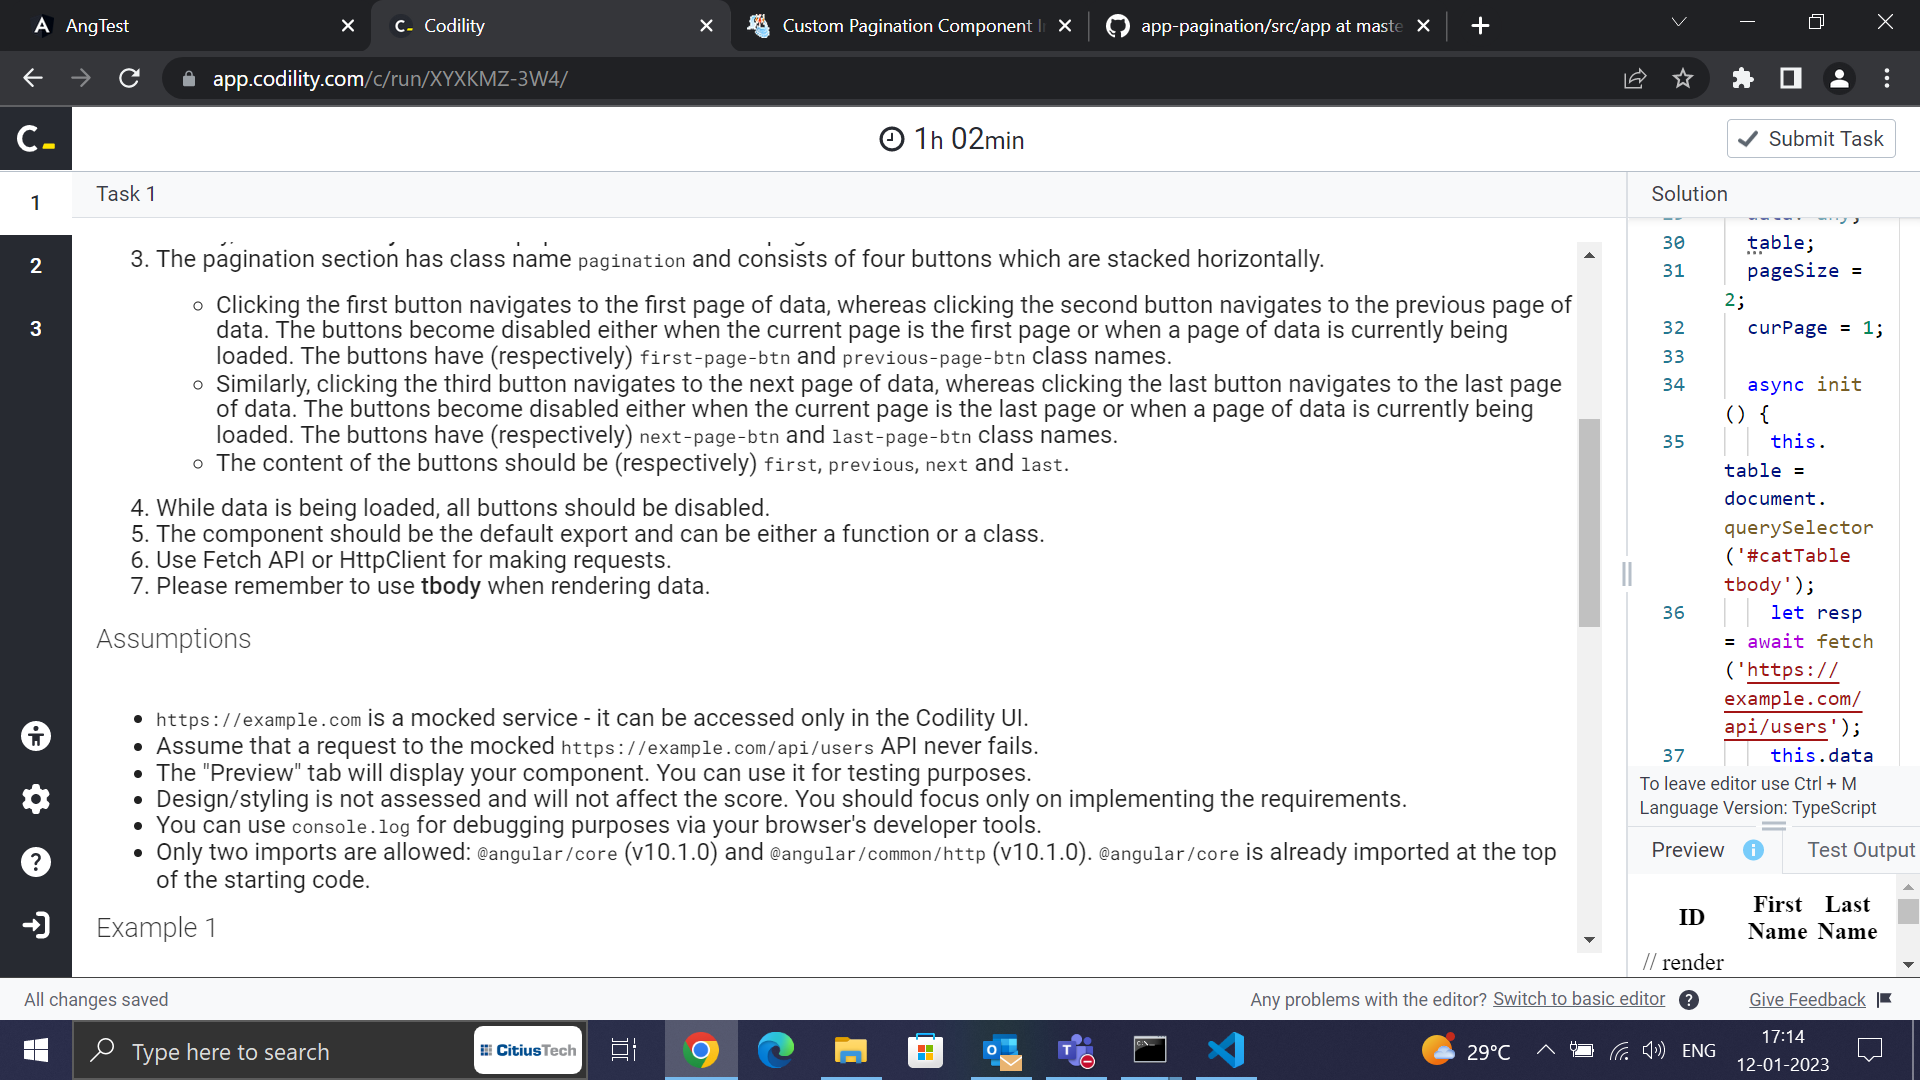 AngTest
Codility
Custom Pagination Component I
app-pagination/src/app at maste
app.codility.com/c/run/XYXKMZ-3W4/
1h 02min
Submit Task
1
2
3
Task 1
3. The pagination section has class name pagination and consists of four buttons which are stacked horizontally.
Clicking the first button navigates to the first page of data, whereas clicking the second button navigates to the previous page of
data. The buttons become disabled either when the current page is the first page or when a page of data is currently being
loaded. The buttons have (respectively) first-page-btn and previous-page-btn class names.
Similarly, clicking the third button navigates to the next page of data, whereas clicking the last button navigates to the last page
of data. The buttons become disabled either when the current page is the last page or when a page of data is currently being
loaded. The buttons have (respectively) next-page-btn and last-page-btn class names.
The content of the buttons should be (respectively) first, previous, next and last.
4. While data is being loaded, all buttons should be disabled.
5. The component should be the default export and can be either a function or a class.
6. Use Fetch API or HttpClient for making requests.
7. Please remember to use tbody when rendering data.
Assumptions
https://example.com is a mocked service - it can be accessed only in the Codility UI.
Assume that a request to the mocked https://example.com/api/users API never fails.
The "Preview" tab will display your component. You can use it for testing purposes.
Design/styling is not assessed and will not affect the score. You should focus only on implementing the requirements.
You can use console.log for debugging purposes via your browser's developer tools.
Only two imports are allowed: @angular/core (v10.1.0) and @angular/common/http (v10.1.0). @angular/core is already imported at the top
of the starting code.
Example 1
Solution
30 table;
31 pageSize =
2;
32 curPage = 1;
33
34 async init
() {
35 this.
table =
document.
querySelector
('#catTable
tbody');
36 let resp
= await fetch
('https://
example.com/
api/users');
37 this.data
To leave editor use Ctrl + M
Language Version: TypeScript
Preview
Test Output
ID First Name Last Name
// render
All changes saved
Any problems with the editor? Switch to basic editor
Give Feedback
Type here to search
CitiusTech
29°C
ENG
17:14
12-01-2023